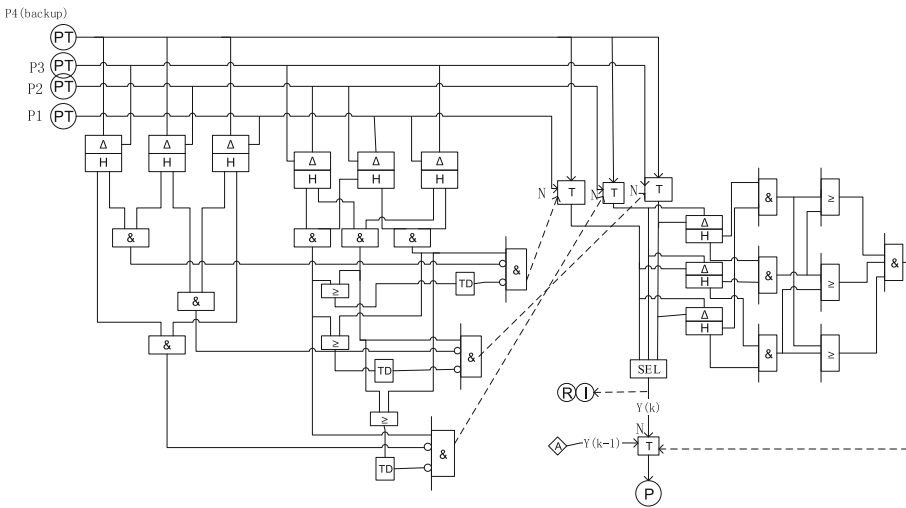 P4(backup)
PT
P3 PT
P2 PT
P1 PT
Δ Δ Δ
H H H
Δ Δ Δ
H H H
N T N T N T
& & & &
Δ
H
& ≥
&
&
Δ
H
& ≥
≥
TD
&
Δ
H
&
≥
TD
&
& ≥
SEL
R I
Y(k)
≥
N
A Y(k-1) T
&
TD
P